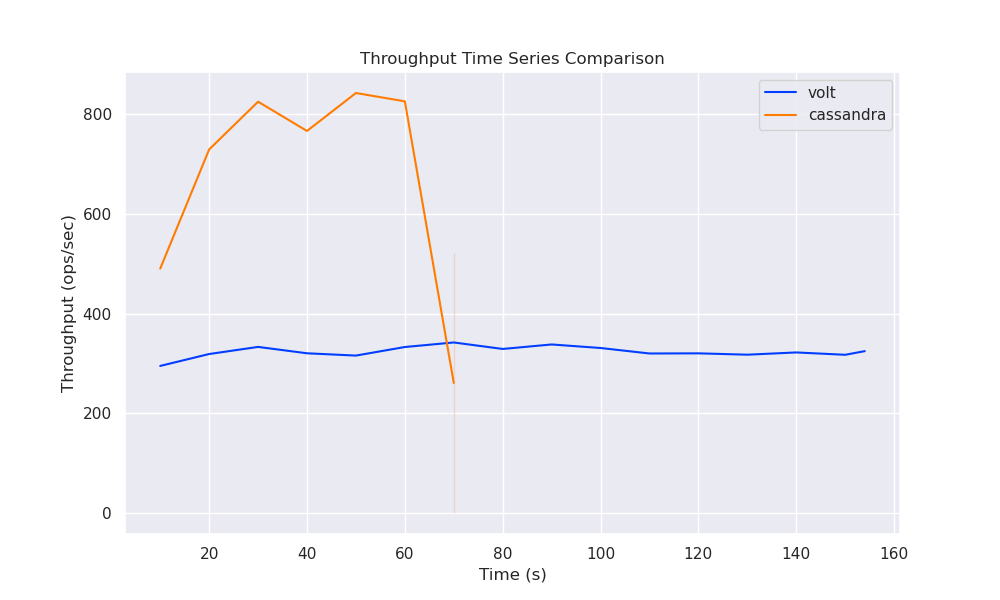 Throughput Time Series Comparison
volt
cassandra
800
600
400
200
0
Throughput (ops/sec)
20 40 60 80 100 120 140 160
Time (s)